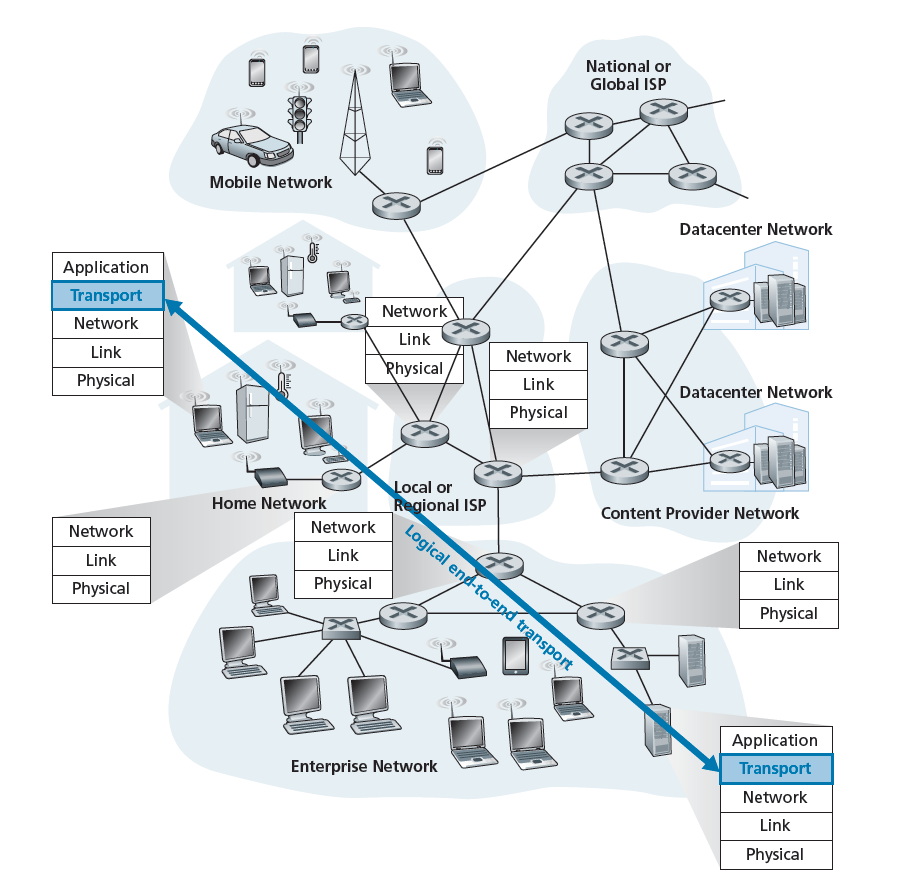 National or
Global ISP
Mobile Network
Datacenter Network
Application
Transport
Network
Link
Physical
Network
Link
Physical
Network
Link
Physical
Datacenter Network
Home Network
Local or
Regional ISP
Content Provider Network
Network
Link
Physical
Network
Link
Physical
Logical end-to-end transport
Network
Link
Physical
Enterprise Network
Application
Transport
Network
Link
Physical